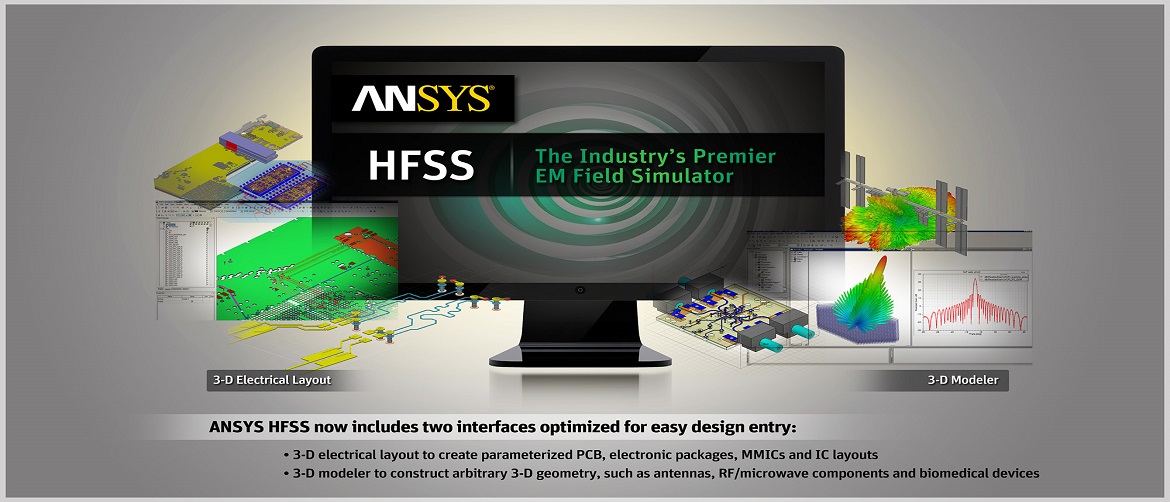 ANSYS®
HFSS
The Industry's Premier
EM Field Simulator
3-D Electrical Layout
3-D Modeler
ANSYS HFSS now includes two interfaces optimized for easy design entry:
• 3-D electrical layout to create parameterized PCB, electronic packages, MMICs and IC layouts
• 3-D modeler to construct arbitrary 3-D geometry, such as antennas, RF/microwave components and biomedical devices